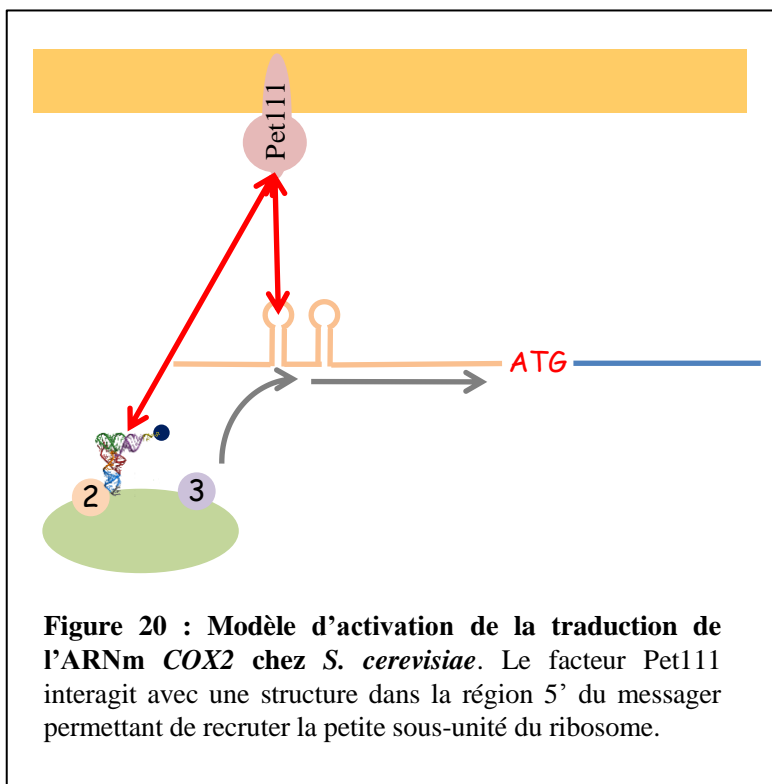 Pet111
ATG
2
3
Figure 20 : Modèle d'activation de la traduction de
l'ARNm COX2 chez S. cerevisiae. Le facteur Pet111
interagit avec une structure dans la région 5' du messager
permettant de recruter la petite sous-unité du ribosome.